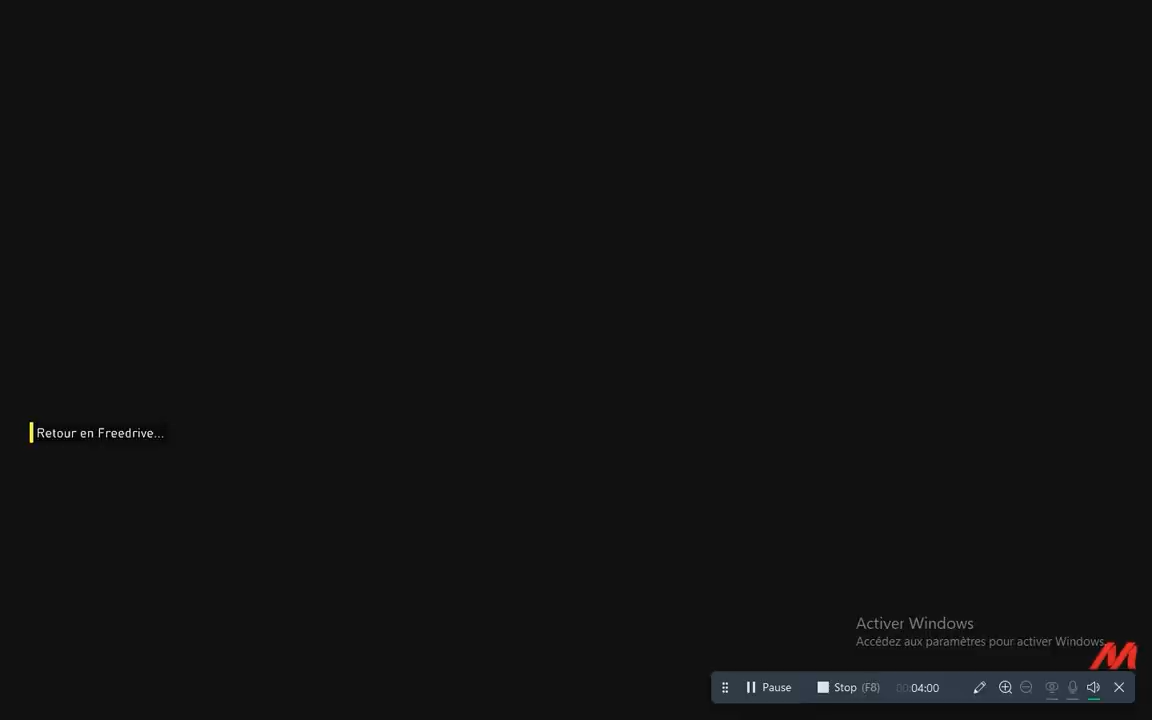 Retour en Freedrive...
Activer Windows
Accédez aux paramètres pour activer Windows.
M
Pause
Stop (F8)
00:04:00